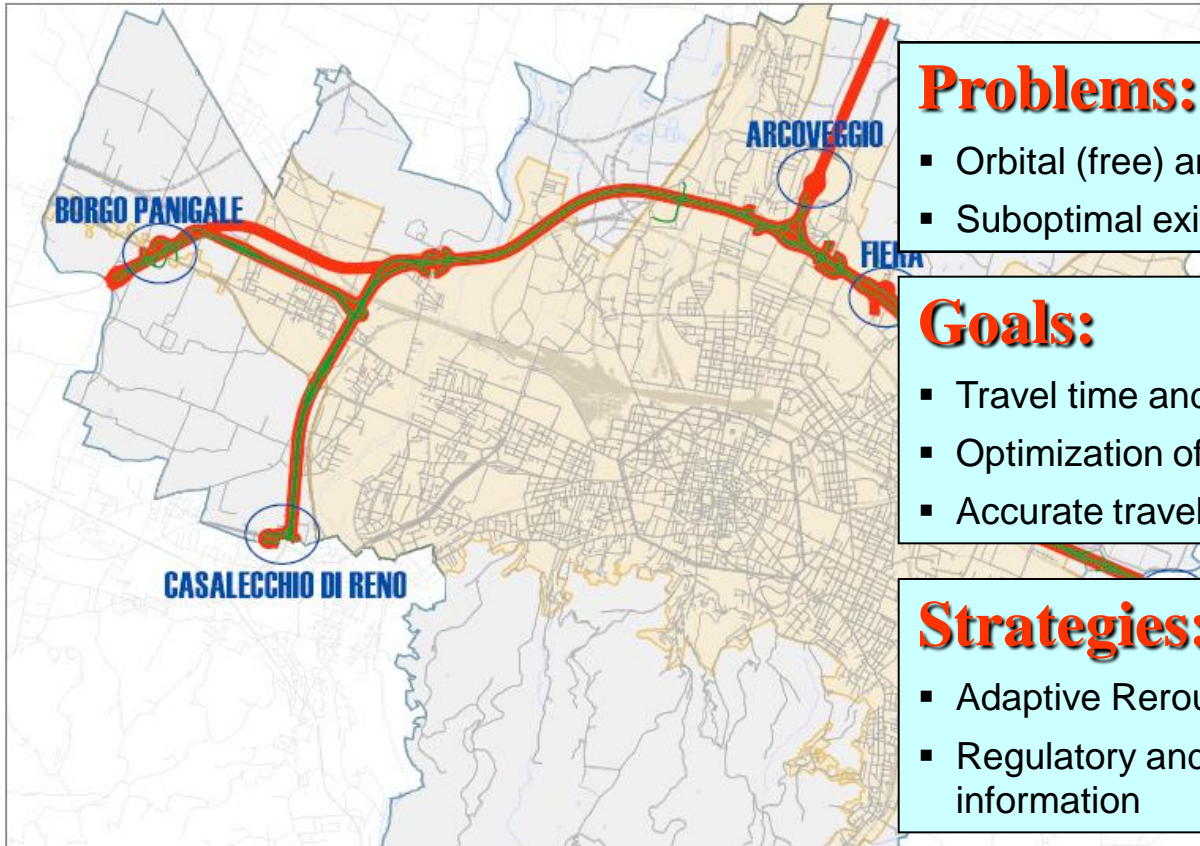 ARCOVEGGIO
BORGO PANIGALE
FIERA
CASALECCHIO DI RENO
Problems:
▪ Orbital (free) a
▪ Suboptimal exi
Goals:
▪ Travel time an
▪ Optimization of
▪ Accurate travel
Strategies:
▪ Adaptive Rerou
▪ Regulatory and
information